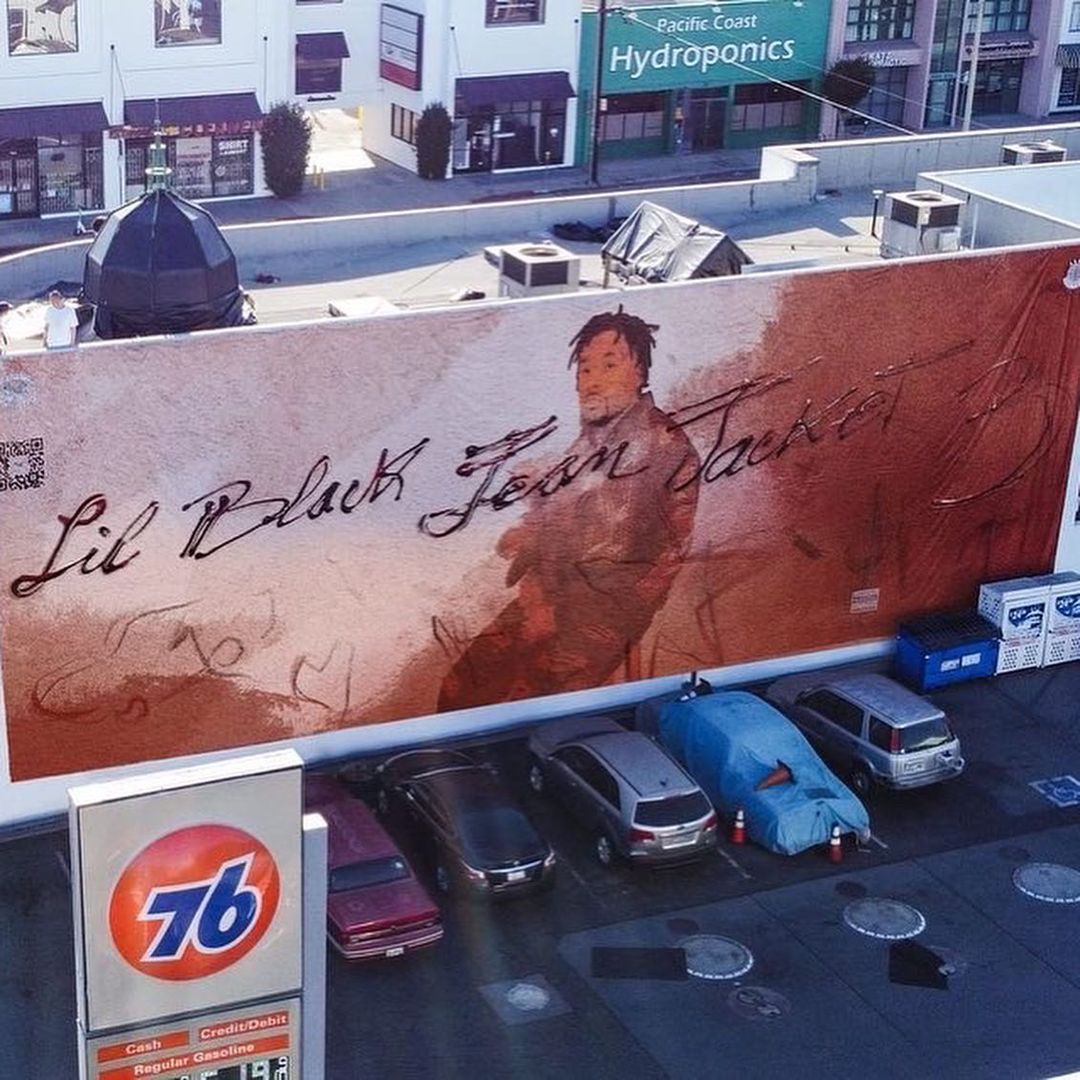 Pacific Coast
Hydroponics
SHIRT
Lil Black Jean Jacket 3
76
Cash
Credit/Debit
Regular Gasoline